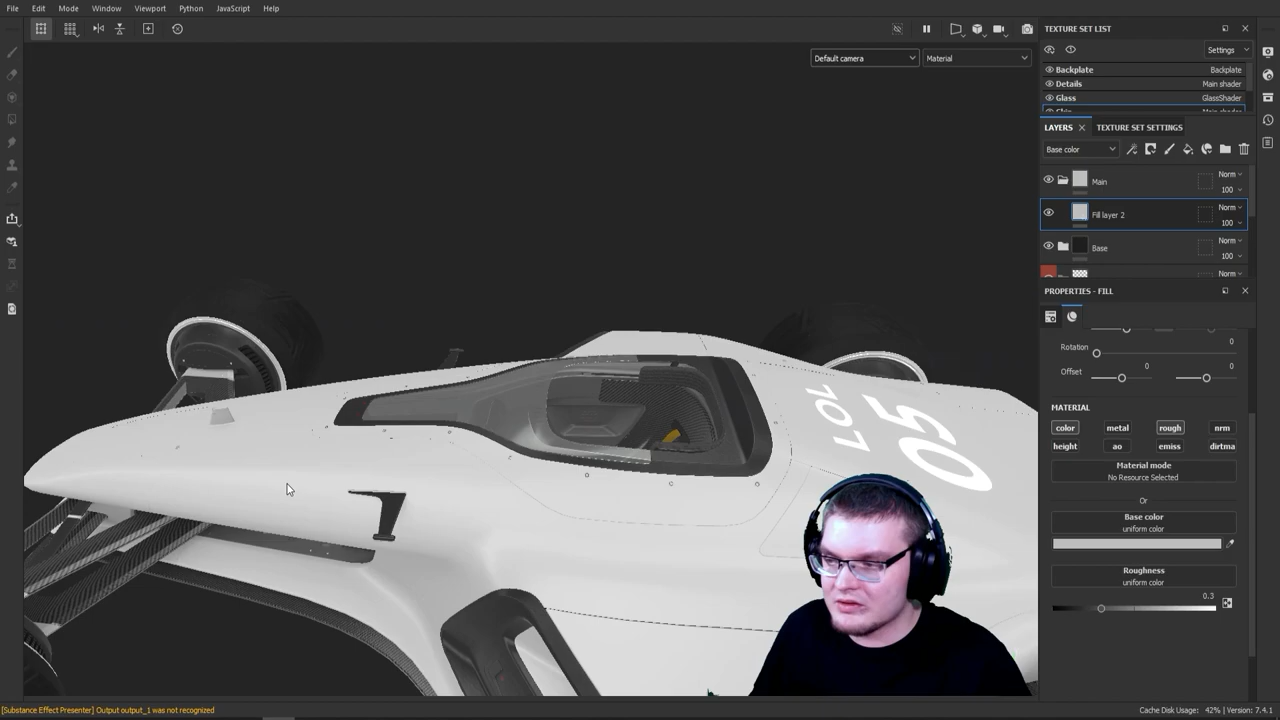 File Edit Mode Window Viewport Python JavaScript Help
Default camera
Material
TEXTURE SET LIST
Settings
Backplate Backplate
Details Main shader
Glass GlassShader
LAYERS TEXTURE SET SETTINGS
Base color
Main Norm
100
Fill layer 2 Norm
100
Base Norm
100
Norm
PROPERTIES - FILL
Rotation 0
Offset 0 0
MATERIAL
color metal rough nrm
height ao emiss dirtma
Material mode
No Resource Selected
Or
Base color
uniform color
Roughness
uniform color
0.3
LOL
05
[Substance Effect Presenter] Output output_1 was not recognized
Cache Disk Usage: 42% | Version: 7.4.1